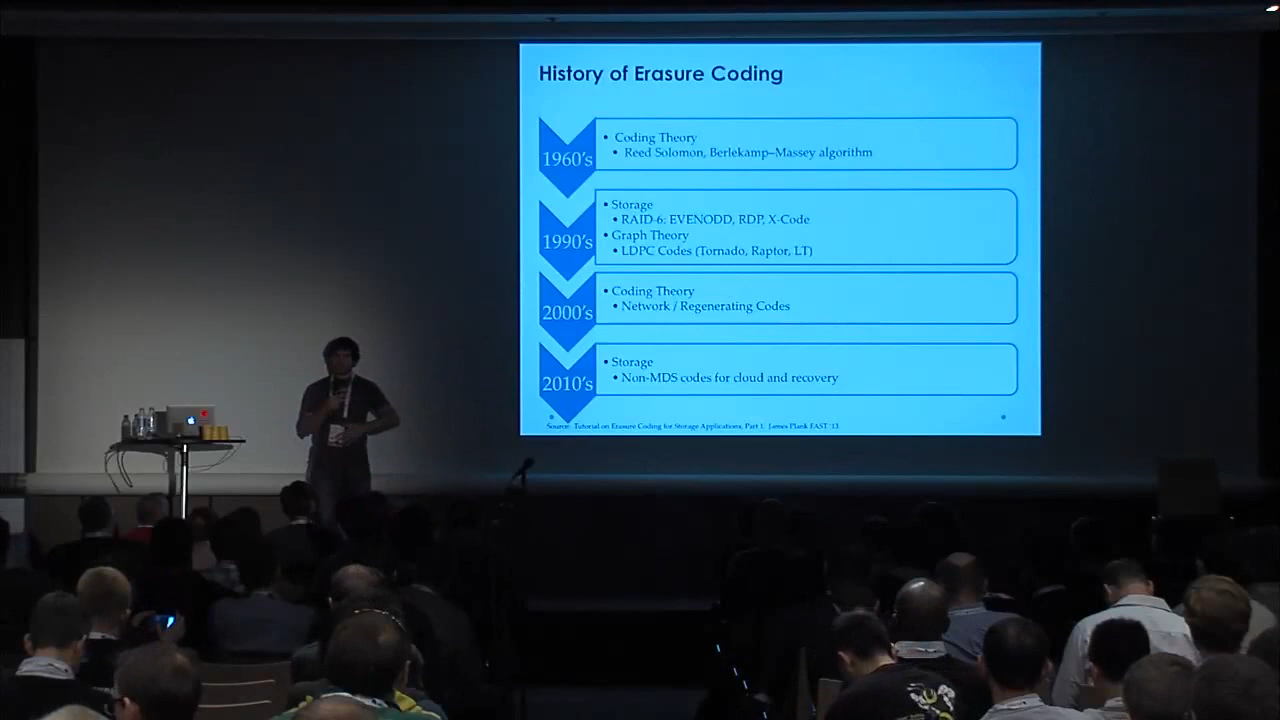 History of Erasure Coding
1960's
• Coding Theory
• Reed Solomon, Berlekamp–Massey algorithm
1990's
• Storage
• RAID-6: EVENODD, RDP, X-Code
• Graph Theory
• LDPC Codes (Tornado, Raptor, LT)
2000's
• Coding Theory
• Network / Regenerating Codes
2010's
• Storage
• Non-MDS codes for cloud and recovery
Source: Tutorial on Erasure Coding for Storage Applications, Part 1. James Plank FAST '13